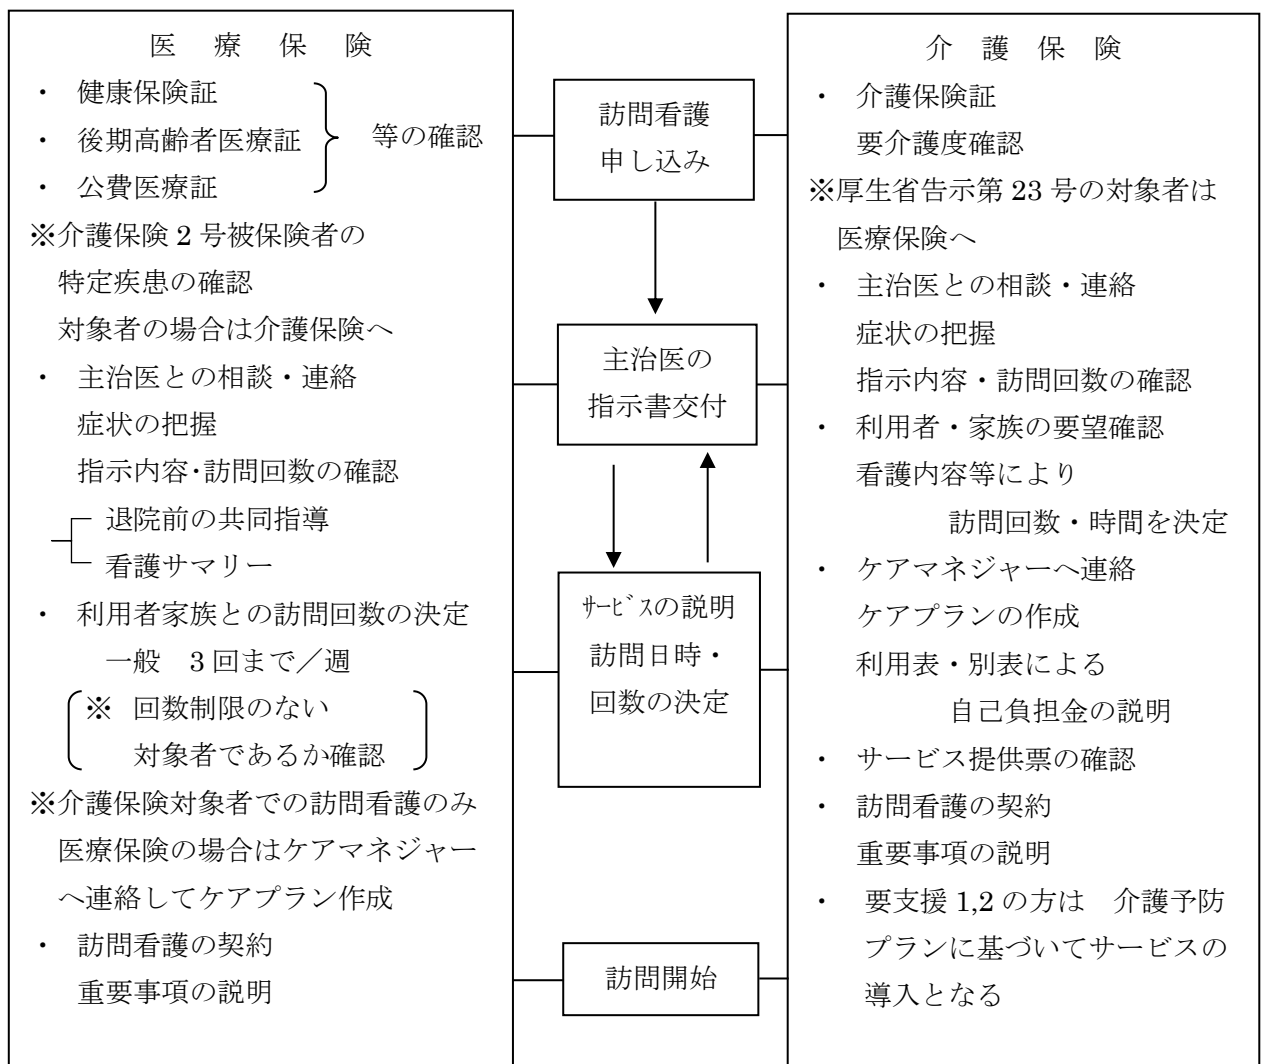 医 療 保 険
・ 健康保険証
・ 後期高齢者医療証
・ 公費医療証
等の確認
※介護保険 2 号被保険者の
特定疾患の確認
対象者の場合は介護保険へ
・ 主治医との相談・連絡
症状の把握
指示内容・訪問回数の確認
退院前の共同指導
看護サマリー
・ 利用者家族との訪問回数の決定
一般 3 回まで／週
※ 回数制限のない
対象者であるか確認
※介護保険対象者での訪問看護のみ
医療保険の場合はケアマネジャー
へ連絡してケアプラン作成
・ 訪問看護の契約
重要事項の説明
訪問看護
申し込み
主治医の
指示書交付
ｻｰﾋﾞｽの説明
訪問日時・
回数の決定
訪問開始
介 護 保 険
・ 介護保険証
要介護度確認
※厚生省告示第 23 号の対象者は
医療保険へ
・ 主治医との相談・連絡
症状の把握
指示内容・訪問回数の確認
・ 利用者・家族の要望確認
看護内容等により
訪問回数・時間を決定
・ ケアマネジャーへ連絡
ケアプランの作成
利用表・別表による
自己負担金の説明
・ サービス提供票の確認
・ 訪問看護の契約
重要事項の説明
・ 要支援 1,2 の方は 介護予防
プランに基づいてサービスの
導入となる